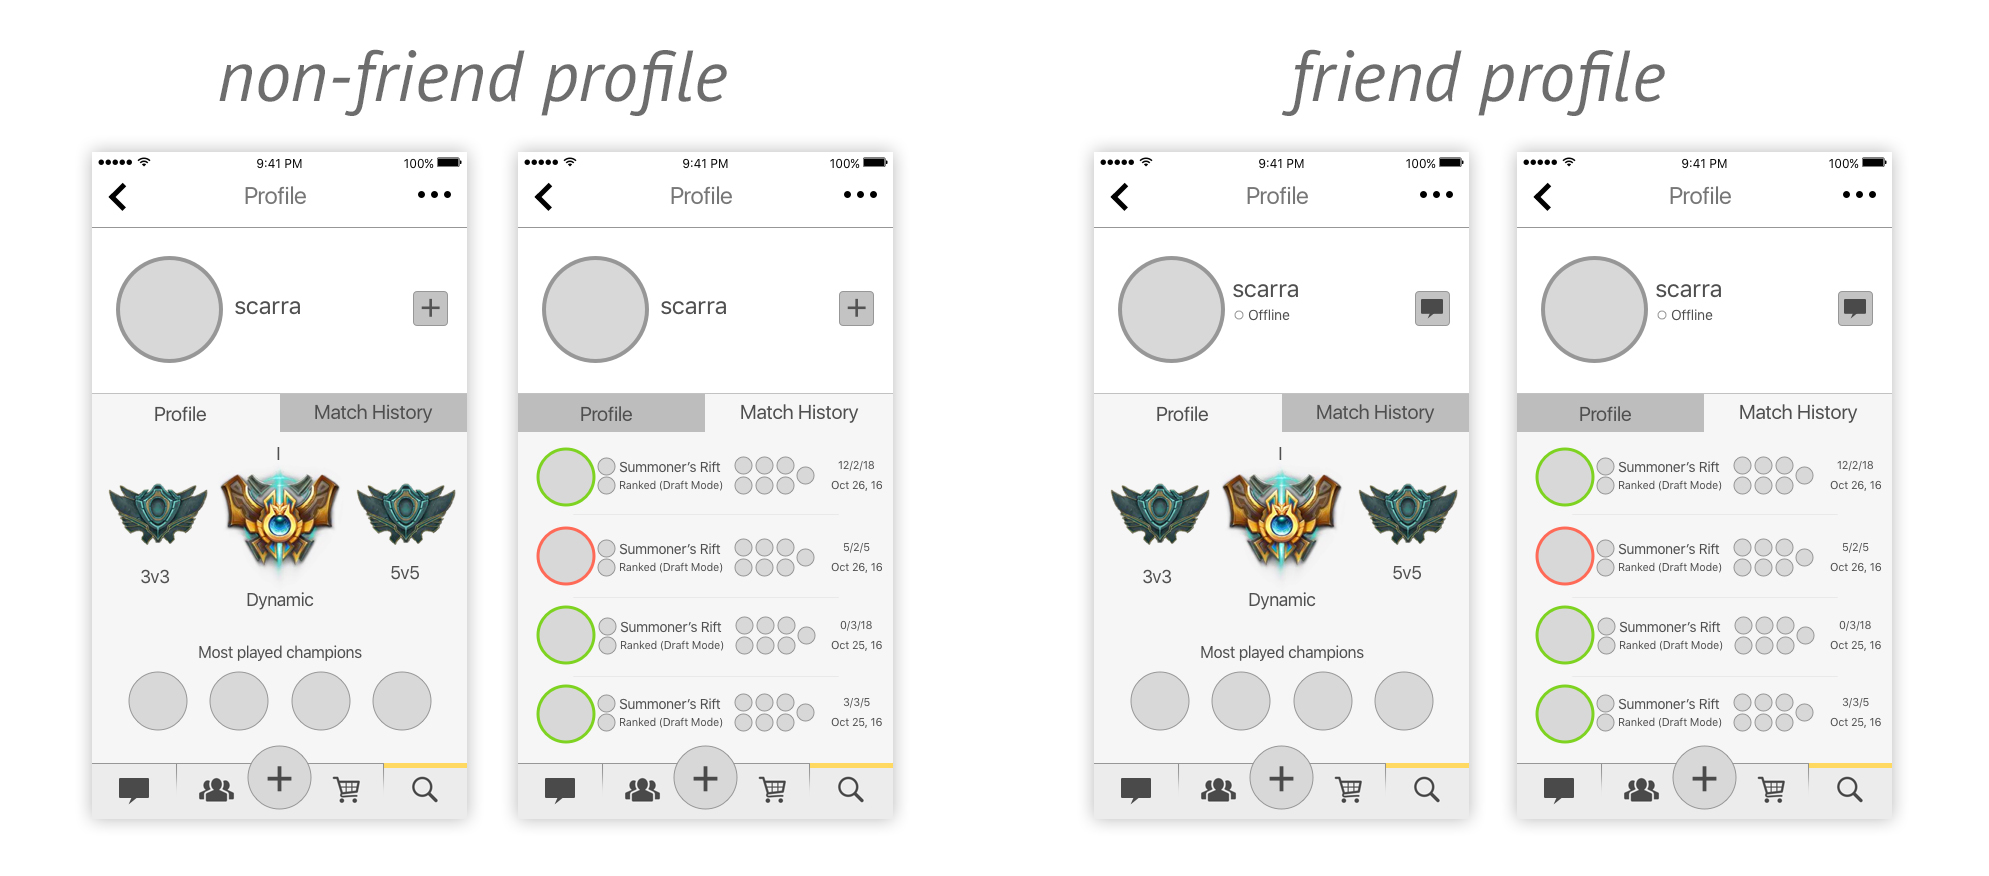 non-friend profile
friend profile
9:41 PM
100%
Profile
scarra
Profile
Match History
I
3v3
5v5
Dynamic
Most played champions
9:41 PM
100%
Profile
scarra
Profile
Match History
Summoner's Rift
12/2/18
Ranked (Draft Mode)
Oct 26, 16
Summoner's Rift
5/2/5
Ranked (Draft Mode)
Oct 26, 16
Summoner's Rift
0/3/18
Ranked (Draft Mode)
Oct 25, 16
Summoner's Rift
3/3/5
Ranked (Draft Mode)
Oct 25, 16
9:41 PM
100%
Profile
scarra
Offline
Profile
Match History
I
3v3
5v5
Dynamic
Most played champions
9:41 PM
100%
Profile
scarra
Offline
Profile
Match History
Summoner's Rift
12/2/18
Ranked (Draft Mode)
Oct 26, 16
Summoner's Rift
5/2/5
Ranked (Draft Mode)
Oct 26, 16
Summoner's Rift
0/3/18
Ranked (Draft Mode)
Oct 25, 16
Summoner's Rift
3/3/5
Ranked (Draft Mode)
Oct 25, 16